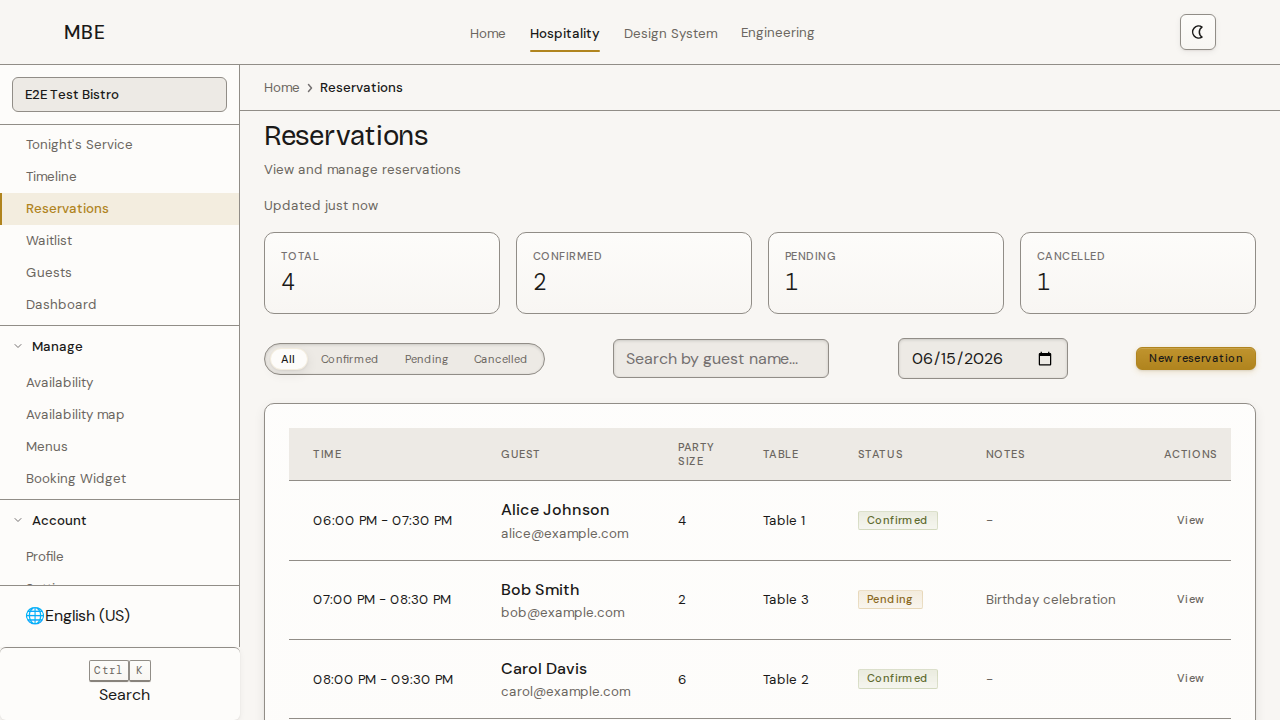 MBE
Home
Hospitality
Design System
Engineering
E2E Test Bistro
Tonight's Service
Timeline
Reservations
Waitlist
Guests
Dashboard
Manage
Availability
Availability map
Menus
Booking Widget
Account
Profile
English (US)
Ctrl K
Search
Home > Reservations
Reservations
View and manage reservations
Updated just now
TOTAL
4
CONFIRMED
2
PENDING
1
CANCELLED
1
All
Confirmed
Pending
Cancelled
Search by guest name...
06/15/2026
New reservation
TIME
GUEST
PARTY
SIZE
TABLE
STATUS
NOTES
ACTIONS
06:00 PM – 07:30 PM
Alice Johnson
alice@example.com
4
Table 1
Confirmed
–
View
07:00 PM – 08:30 PM
Bob Smith
bob@example.com
2
Table 3
Pending
Birthday celebration
View
08:00 PM – 09:30 PM
Carol Davis
carol@example.com
6
Table 2
Confirmed
–
View